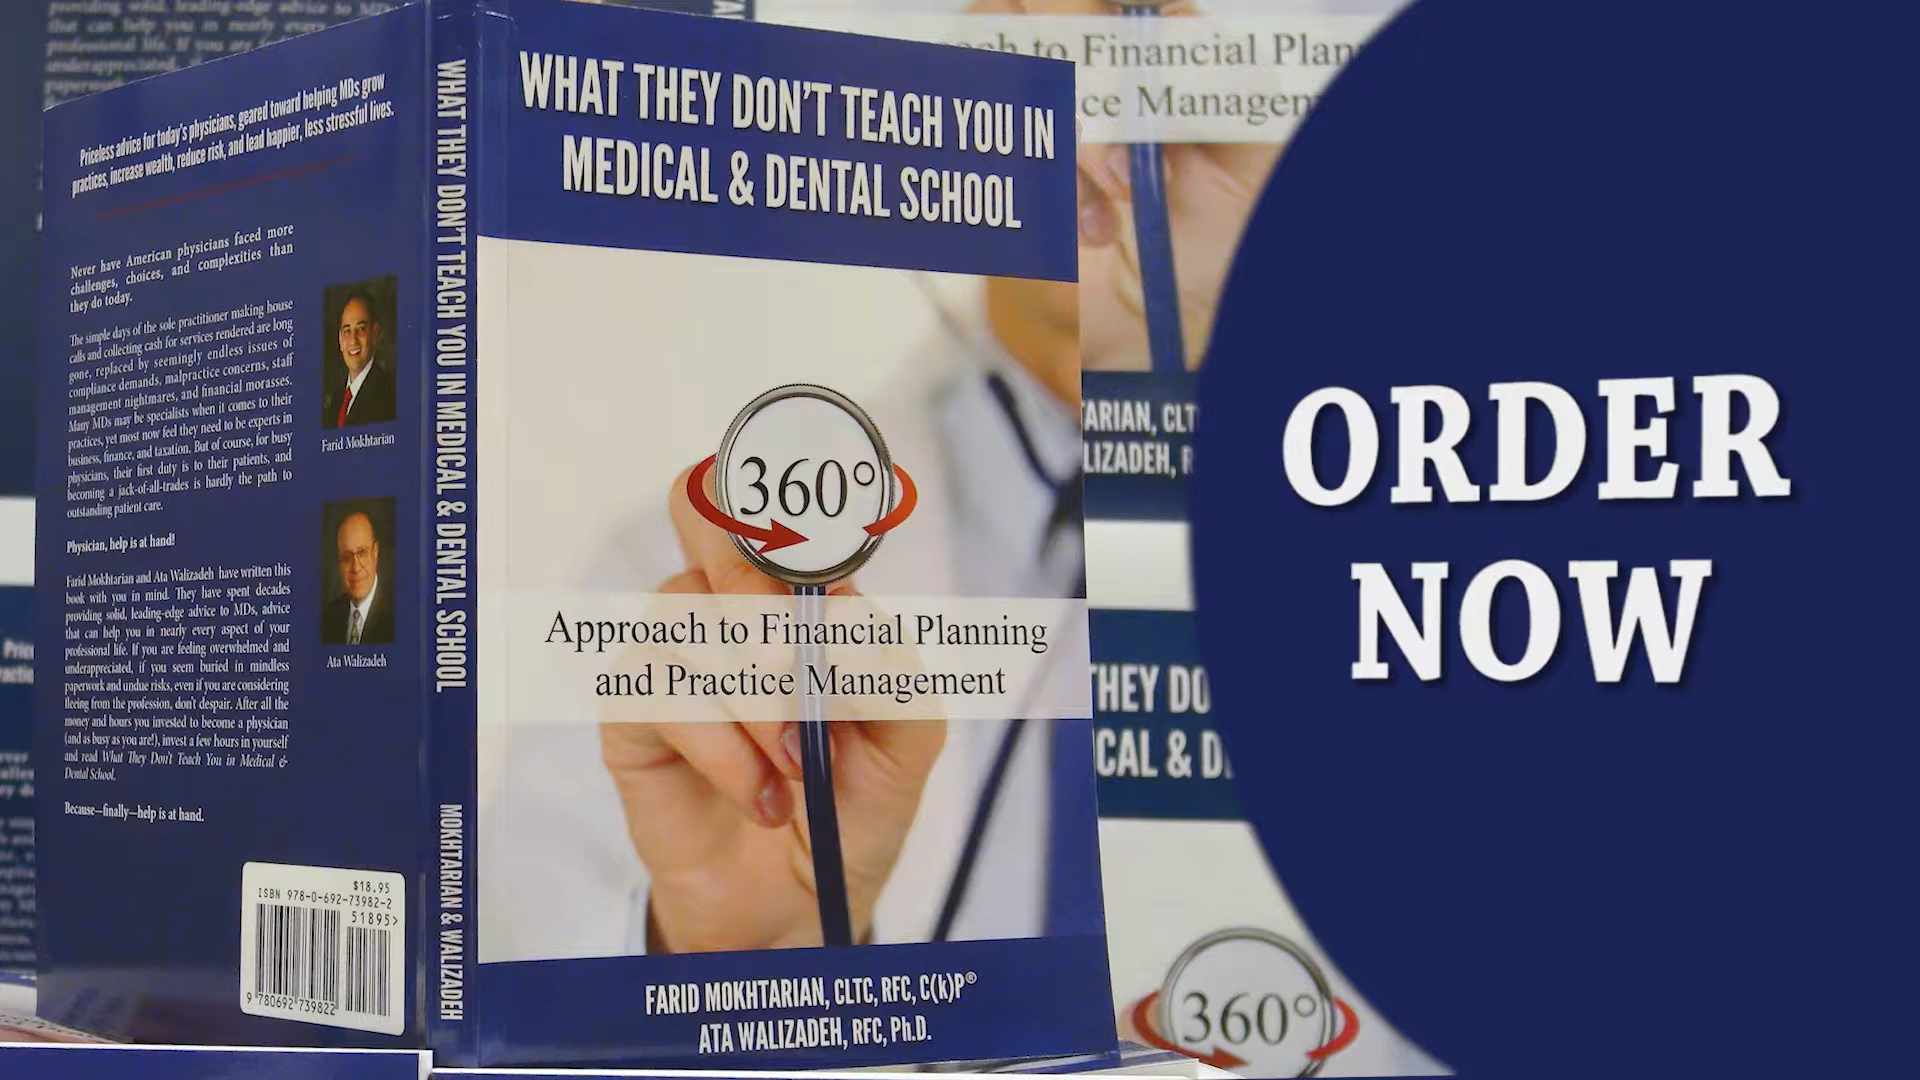 Priceless advice for today's physicians, geared toward helping MDs grow
practices, increase wealth, reduce risk, and lead happier, less stressful lives.
Never have American physicians faced more
challenges, choices, and complexities than
they do today.
The simple days of the sole practitioner making house
calls and collecting cash for services rendered are long
gone, replaced by seemingly endless issues of
compliance demands, malpractice concerns, staff
management nightmares, and financial morasses.
Many MDs may be specialists when it comes to their
practices, yet most now feel they need to be experts in
business, finance, and taxation. But of course, for busy
physicians, their first duty is to their patients, and
becoming a jack-of-all-trades is hardly the path to
outstanding patient care.
Physician, help is at hand!
Farid Mokhtarian and Ata Walizadeh have written this
book with you in mind. They have spent decades
providing solid, leading-edge advice to MDs, advice
that can help you in nearly every aspect of your
professional life. If you are feeling overwhelmed and
underappreciated, if you seem buried in mindless
paperwork and undue risks, even if you are considering
fleeing from the profession, don't despair. After all the
money and hours you invested to become a physician
(and as busy as you are!), invest a few hours in yourself
and read What They Don't Teach You in Medical &
Dental School.
Because—finally—help is at hand.
Farid Mokhtarian
Ata Walizadeh
$18.95
ISBN 978-0-692-73982-2
51895>
9 780692 739822
WHAT THEY DON'T TEACH YOU IN MEDICAL & DENTAL SCHOOL
MOKHTARIAN & WALIZADEH
WHAT THEY DON'T TEACH YOU IN
MEDICAL & DENTAL SCHOOL
360°
Approach to Financial Planning
and Practice Management
FARID MOKHTARIAN, CLTC, RFC, C(k)P®
ATA WALIZADEH, RFC, Ph.D.
to Financial Plan
ce Managem
TARIAN, CLT
LIZADEH, R
THEY DO
CAL & D
360°
ORDER
NOW